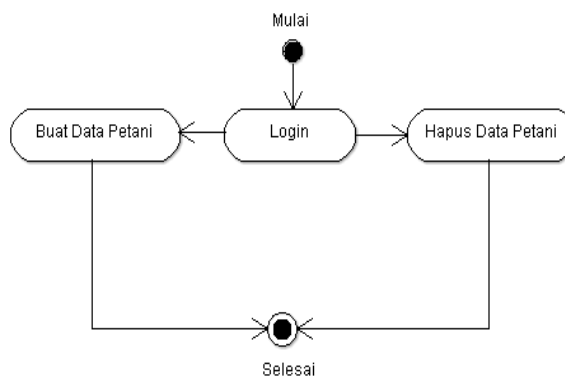 Mulai
Buat Data Petani
Login
Hapus Data Petani
Selesai